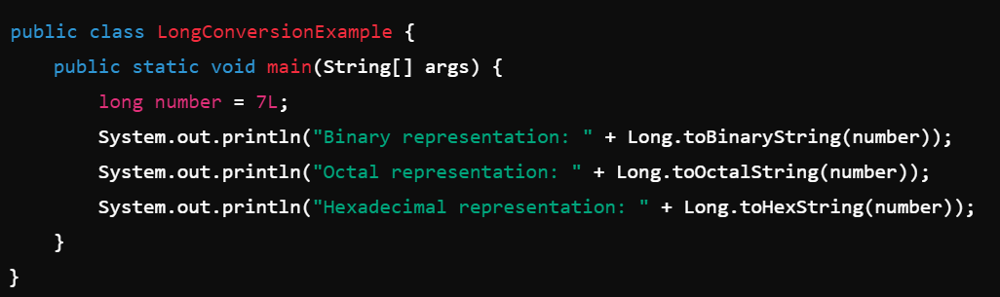 public class LongConversionExample {
    public static void main(String[] args) {
        long number = 7L;
        System.out.println("Binary representation: " + Long.toBinaryString(number));
        System.out.println("Octal representation: " + Long.toOctalString(number));
        System.out.println("Hexadecimal representation: " + Long.toHexString(number));
    }
}